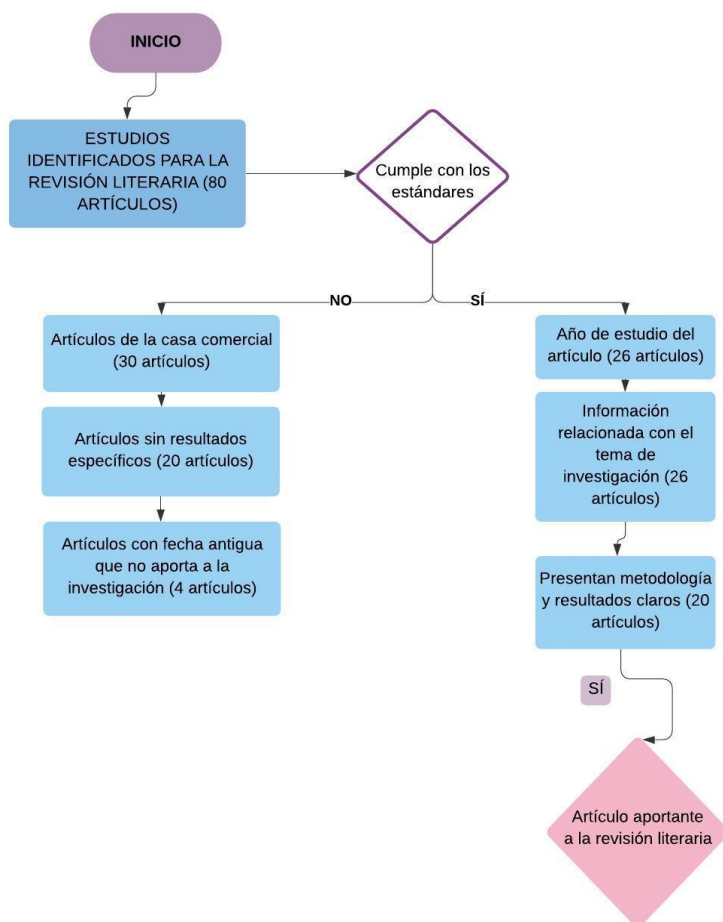 INICIO
ESTUDIOS
IDENTIFICADOS PARA LA
REVISIÓN LITERARIA (80
ARTÍCULOS)
Cumple con los
estándares
NO
SÍ
Artículos de la casa comercial
(30 artículos)
Artículos sin resultados
específicos (20 artículos)
Artículos con fecha antigua
que no aporta a la
investigación (4 artículos)
Año de estudio del
artículo (26 artículos)
Información
relacionada con el
tema de
investigación (26
artículos)
Presentan metodología
y resultados claros (20
artículos)
SÍ
Artículo aportante
a la revisión literaria